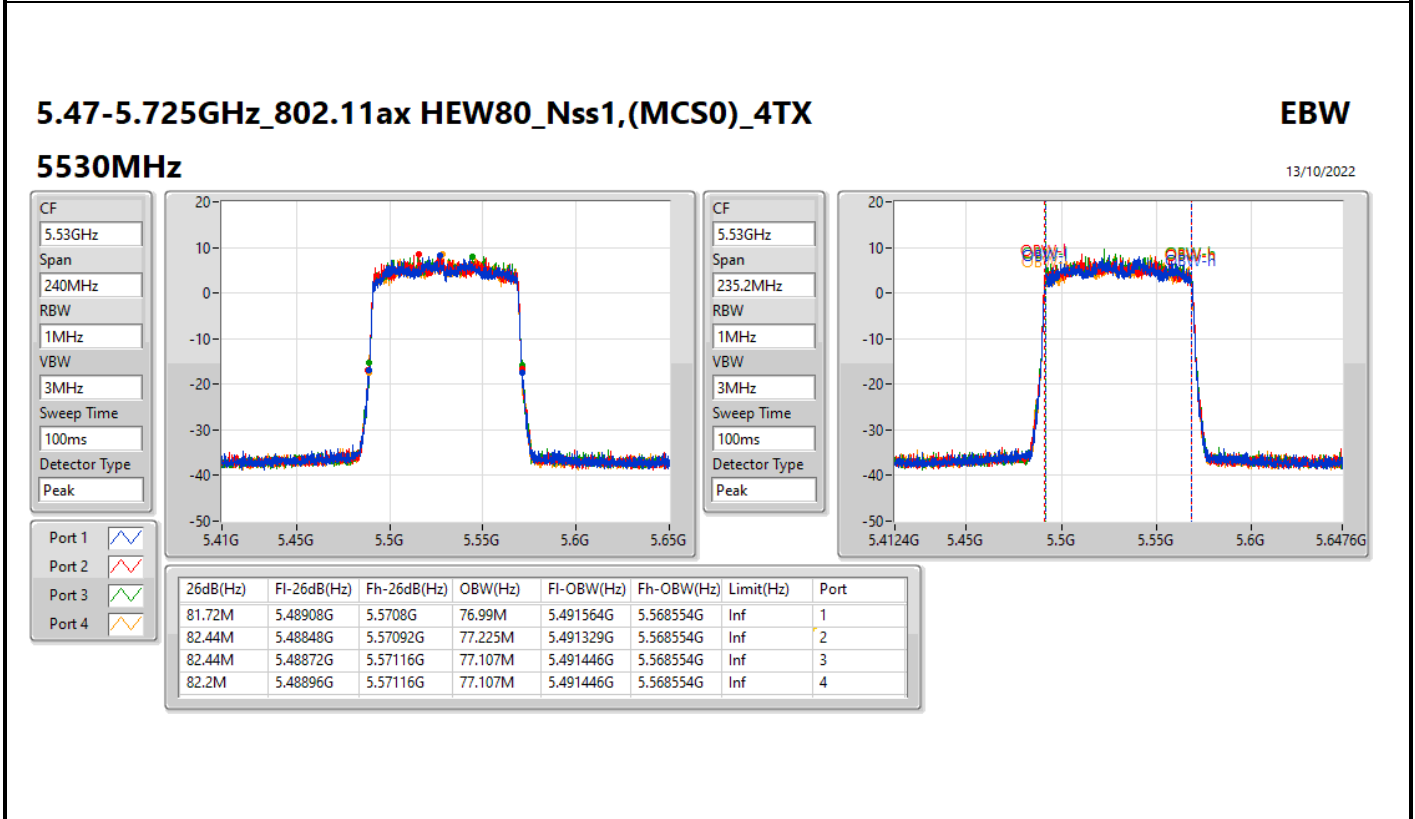 5.47-5.725GHz_802.11ax HEW80_Nss1,(MCS0)_4TX
EBW
5530MHz
13/10/2022
CF
5.53GHz
Span
240MHz
RBW
1MHz
VBW
3MHz
Sweep Time
100ms
Detector Type
Peak
20
10
0
-10
-20
-30
-40
-50
5.41G 5.45G 5.5G 5.55G 5.6G 5.65G
CF
5.53GHz
Span
235.2MHz
RBW
1MHz
VBW
3MHz
Sweep Time
100ms
Detector Type
Peak
20
10
0
-10
-20
-30
-40
-50
OBW-l OBW-h
5.4124G 5.45G 5.5G 5.55G 5.6G 5.6476G
Port 1
Port 2
Port 3
Port 4
26dB(Hz) Fl-26dB(Hz) Fh-26dB(Hz) OBW(Hz) Fl-OBW(Hz) Fh-OBW(Hz) Limit(Hz) Port
81.72M 5.48908G 5.5708G 76.99M 5.491564G 5.568554G Inf 1
82.44M 5.48848G 5.57092G 77.225M 5.491329G 5.568554G Inf 2
82.44M 5.48872G 5.57116G 77.107M 5.491446G 5.568554G Inf 3
82.2M 5.48896G 5.57116G 77.107M 5.491446G 5.568554G Inf 4